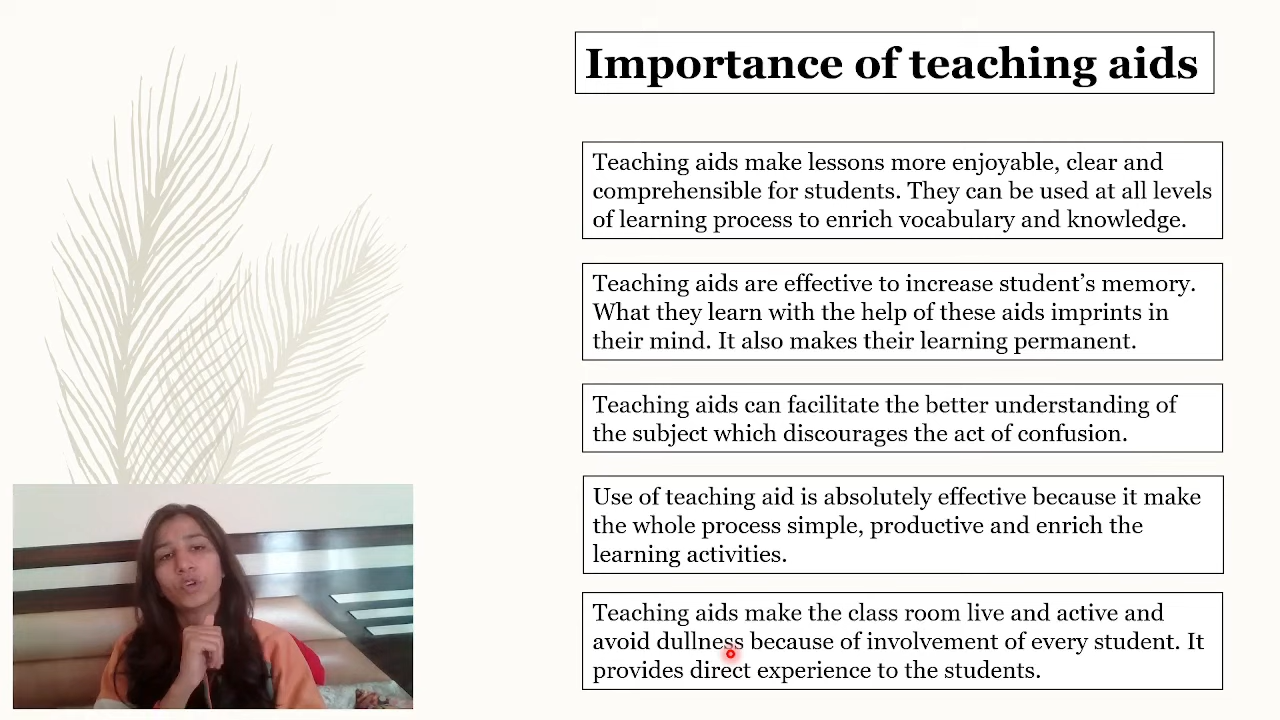 Importance of teaching aids
Teaching aids make lessons more enjoyable, clear and
comprehensible for students. They can be used at all levels
of learning process to enrich vocabulary and knowledge.
Teaching aids are effective to increase student’s memory.
What they learn with the help of these aids imprints in
their mind. It also makes their learning permanent.
Teaching aids can facilitate the better understanding of
the subject which discourages the act of confusion.
Use of teaching aid is absolutely effective because it make
the whole process simple, productive and enrich the
learning activities.
Teaching aids make the class room live and active and
avoid dullness because of involvement of every student. It
provides direct experience to the students.